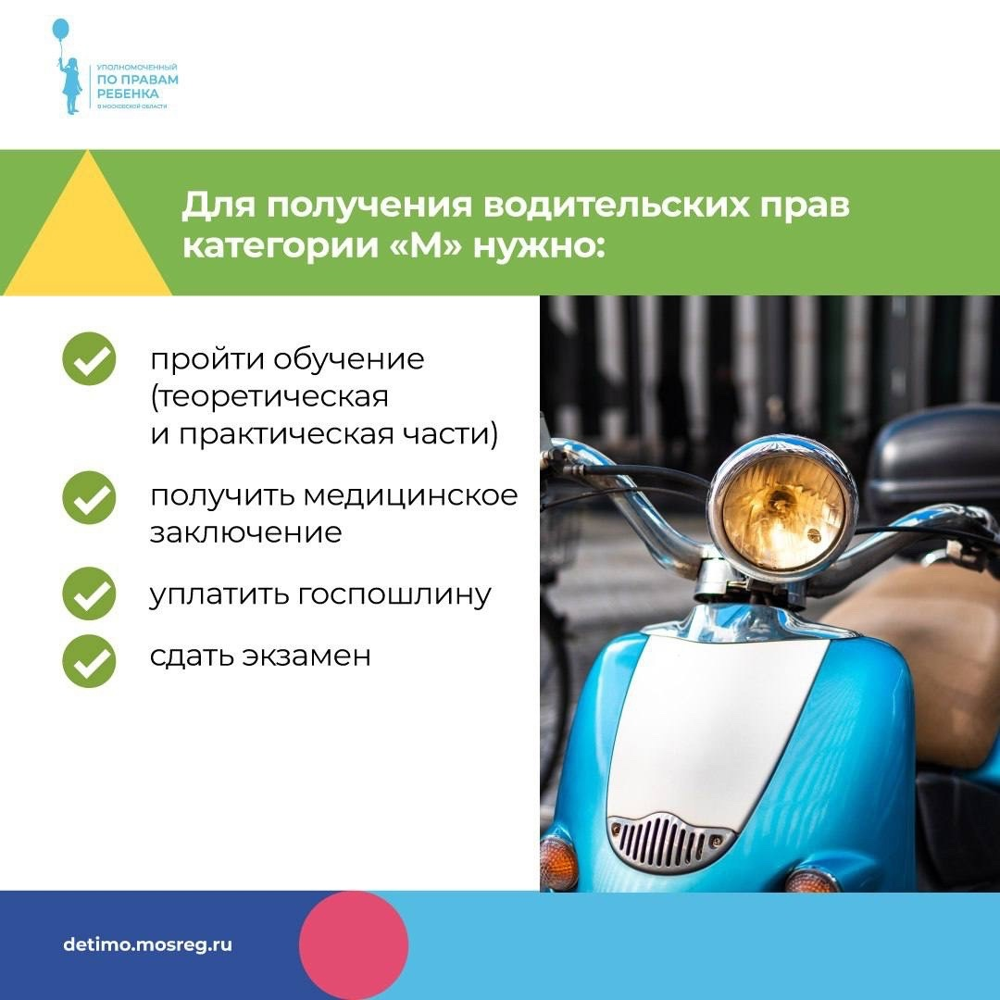 УПОЛНОМОЧЕННЫЙ
ПО ПРАВАМ
РЕБЕНКА
В МОСКОВСКОЙ ОБЛАСТИ
Для получения водительских прав
категории «М» нужно:
пройти обучение
(теоретическая
и практическая части)
получить медицинское
заключение
уплатить госпошлину
сдать экзамен
detimo.mosreg.ru